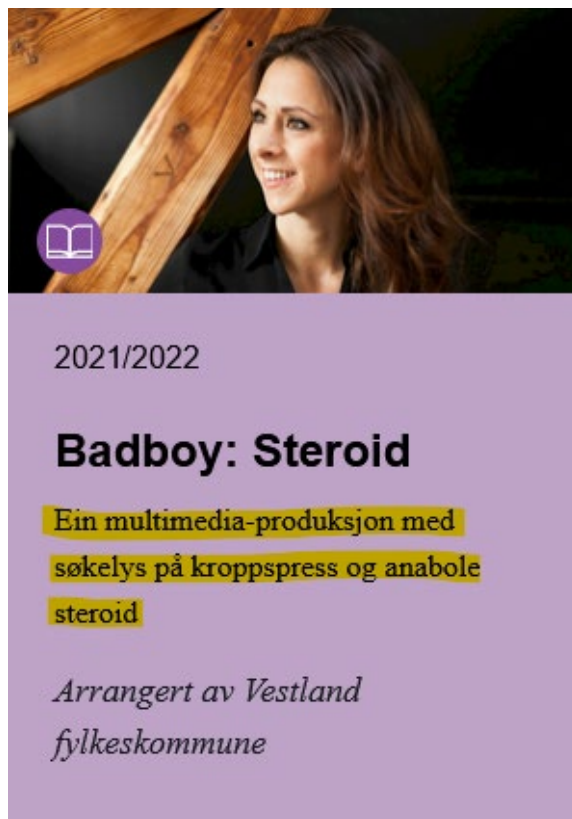 2021/2022
Badboy: Steroid
Ein multimedia-produksjon med
søkelys på kroppspress og anabole
steroid
Arrangert av Vestland
fylkeskommune